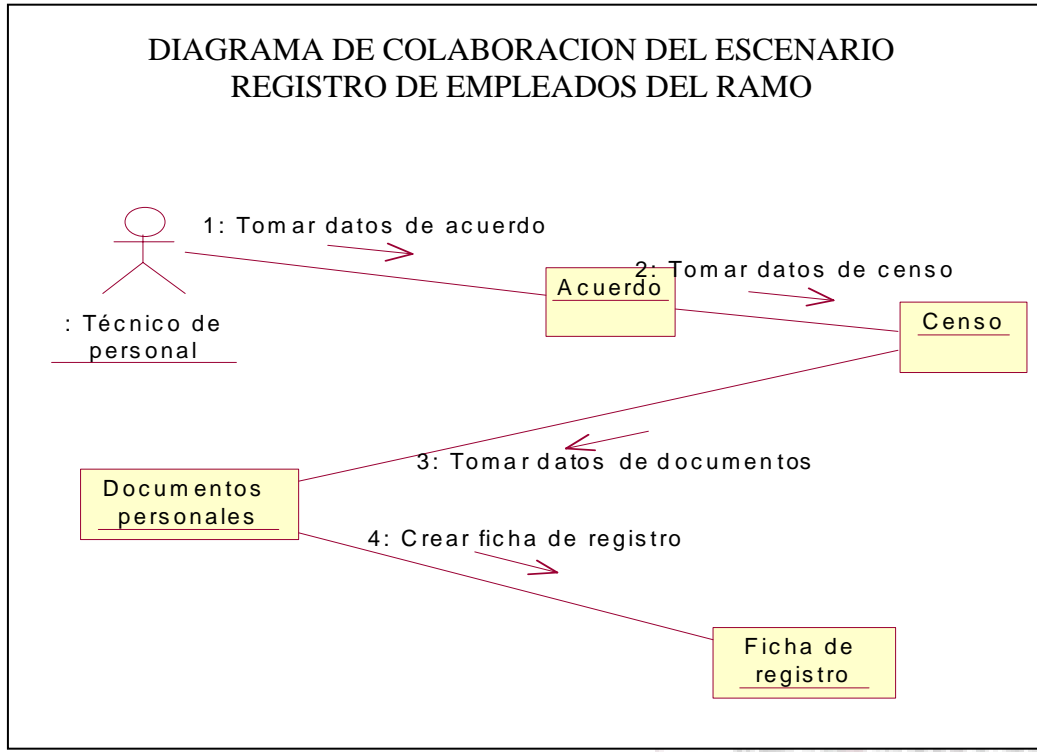 DIAGRAMA DE COLABORACION DEL ESCENARIO
REGISTRO DE EMPLEADOS DEL RAMO
1: Tomar datos de acuerdo
2: Tomar datos de censo
Acuerdo
Censo
: Técnico de
personal
3: Tomar datos de documentos
Documentos
personales
4: Crear ficha de registro
Ficha de
registro